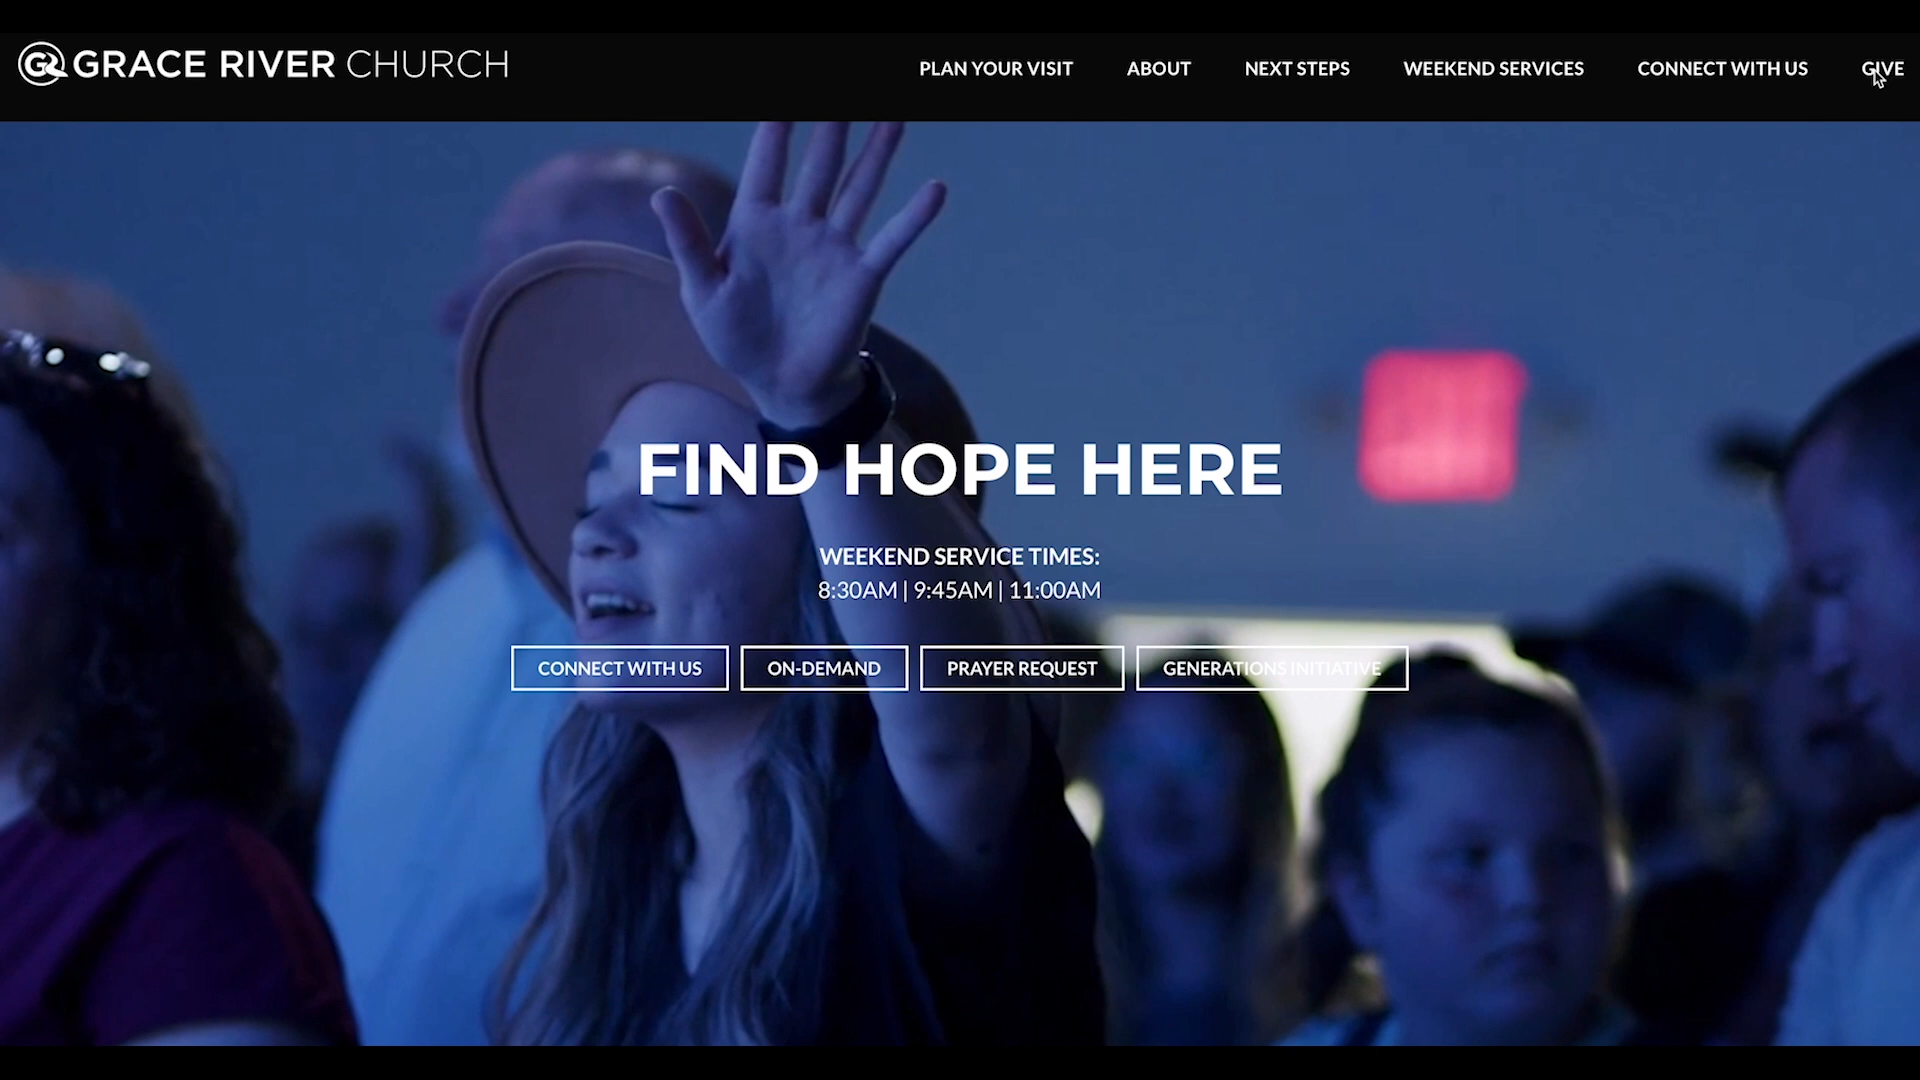 GR GRACE RIVER CHURCH
PLAN YOUR VISIT ABOUT NEXT STEPS WEEKEND SERVICES CONNECT WITH US GIVE
FIND HOPE HERE
WEEKEND SERVICE TIMES:
8:30AM | 9:45AM | 11:00AM
CONNECT WITH US ON-DEMAND PRAYER REQUEST GENERATIONS INITIATIVE